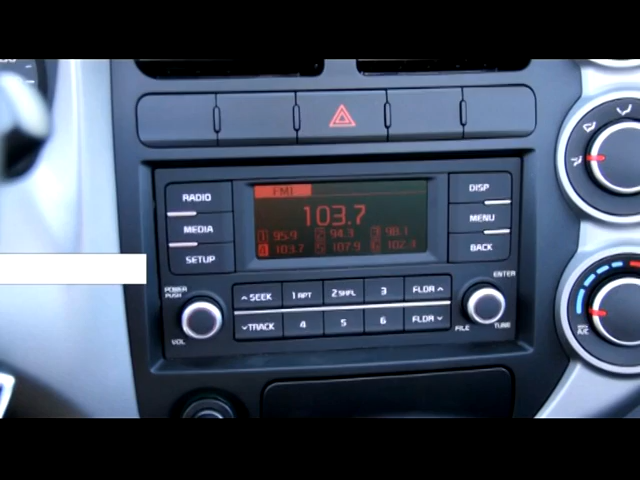 RADIO
MEDIA
SETUP
FM1
103.7
1 95.9 2 94.3 3 98.1
4 103.7 5 107.9 6 102.3
DISP
MENU
BACK
POWER
PUSH
VOL
SEEK 1 RPT 2 SHFL 3 FLDR
TRACK 4 5 6 FLDR
ENTER
FILE TUNE
A/C